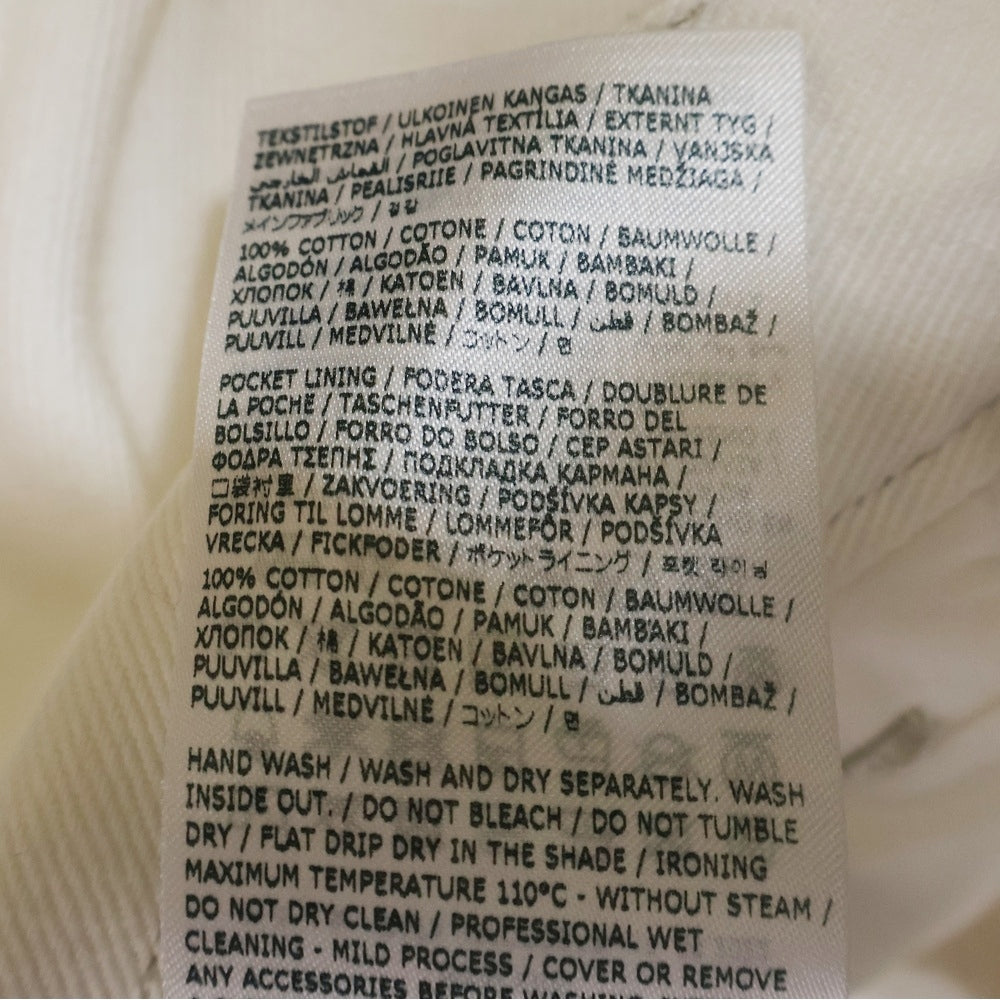 TEKSTILSTOF / ULKOINEN KANGAS / TKANINA
ZEWNĘTRZNA / HLAVNÁ TEXTÍLIA / EXTERNT TYG /
القماش الخارجي / POGLAVITNA TKANINA / VANJSKA
TKANINA / PEALISRIIE / PAGRINDINĖ MEDŽIAGA /
メインファブリック / 겉감
100% COTTON / COTONE / COTON / BAUMWOLLE /
ALGODÓN / ALGODÃO / PAMUK / BAMBAKI /
ХЛОПОК / 棉 / KATOEN / BAVLNA / BOMULD /
PUUVILLA / BAWEŁNA / BOMULL / قطن / BOMBAŽ /
PUUVILL / MEDVILNĖ / コットン / 면
POCKET LINING / FODERA TASCA / DOUBLURE DE
LA POCHE / TASCHENFUTTER / FORRO DEL
BOLSILLO / FORRO DO BOLSO / CEP ASTARI /
ΦΟΔΡΑ ΤΣΕΠΗΣ / ПОДКЛАДКА КАРМАНА /
口袋衬里 / ZAKVOERING / PODŠÍVKA KAPSY /
FORING TIL LOMME / LOMMEFÔR / PODŠÍVKA
VRECKA / FICKFODER / ポケットライニング / 포켓 라이닝
100% COTTON / COTONE / COTON / BAUMWOLLE /
ALGODÓN / ALGODÃO / PAMUK / BAMBAKI /
ХЛОПОК / 棉 / KATOEN / BAVLNA / BOMULD /
PUUVILLA / BAWEŁNA / BOMULL / قطن / BOMBAŽ /
PUUVILL / MEDVILNĖ / コットン / 면
HAND WASH / WASH AND DRY SEPARATELY. WASH
INSIDE OUT. / DO NOT BLEACH / DO NOT TUMBLE
DRY / FLAT DRIP DRY IN THE SHADE / IRONING
MAXIMUM TEMPERATURE 110°C - WITHOUT STEAM /
DO NOT DRY CLEAN / PROFESSIONAL WET
CLEANING - MILD PROCESS / COVER OR REMOVE
ANY ACCESSORIES BEFORE WASHING.